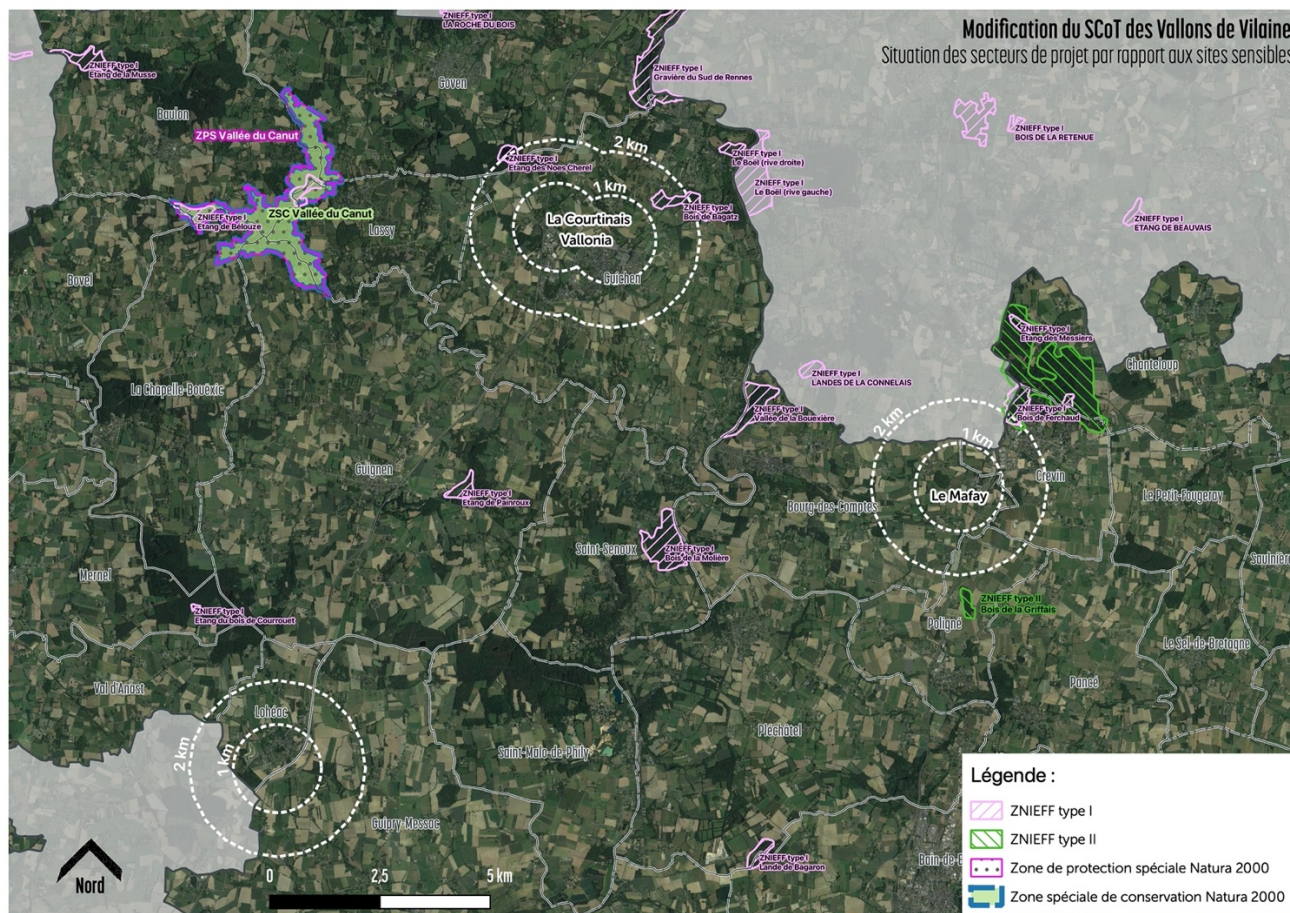 Modification du SCoT des Vallons de Vilaine
Situation des secteurs de projet par rapport aux sites sensibles
ZNIEFF type I
LA ROCHE DU BOIS
ZNIEFF type I
Etang de la Musse
Goven
ZNIEFF type I
Gravière du Sud de Rennes
Baulon
ZPS Vallée du Canut
2 km
ZNIEFF type I
BOIS DE LA RETENUE
ZNIEFF type I
Etang des Noes Cherel
ZNIEFF type I
Le Boël (rive droite)
1 km
ZNIEFF type I
Le Boël (rive gauche)
ZNIEFF type I
Bois de Bagatz
ZSC Vallée du Canut
ZNIEFF type I
Etang de Bélouze
Lassy
La Courtinais
Vallonia
ZNIEFF type I
ETANG DE BEAUVAIS
Bovel
Guichen
ZNIEFF type I
Etang des Messiers
Chanteloup
La Chapelle-Bouëxic
ZNIEFF type I
LANDES DE LA CONNELAIS
ZNIEFF type I
Vallée de la Bouexière
ZNIEFF type I
Bois de Ferchaud
2 km
1 km
Guignen
Crevin
ZNIEFF type I
Etang de Painroux
Le Mafay
Le Petit-Fougeray
Bourg-des-Comptes
Saint-Senoux
ZNIEFF type I
Bois de la Molière
Saulnière
Mernel
ZNIEFF type I
Etang du bois de Courrouet
ZNIEFF type II
Bois de la Griffais
Poligné
Le Sel-de-Bretagne
Val d'Anast
Pancé
Lohéac
Pléchâtel
2 km
1 km
Saint-Malo-de-Phily
Guipry-Messac
ZNIEFF type I
Lande de Bagaron
Bain-de-B
Légende :
ZNIEFF type I
ZNIEFF type II
Zone de protection spéciale Natura 2000
Zone spéciale de conservation Natura 2000
Nord
0
2,5
5 km